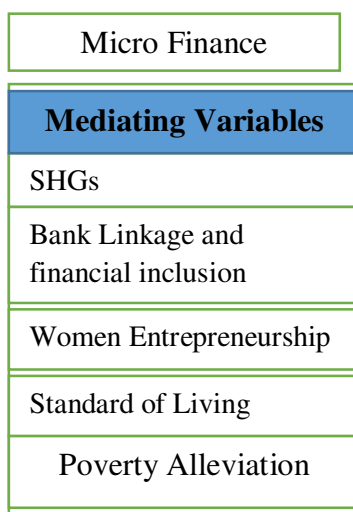 Micro Finance
Mediating Variables
SHGs
Bank Linkage and
financial inclusion
Women Entrepreneurship
Standard of Living
Poverty Alleviation